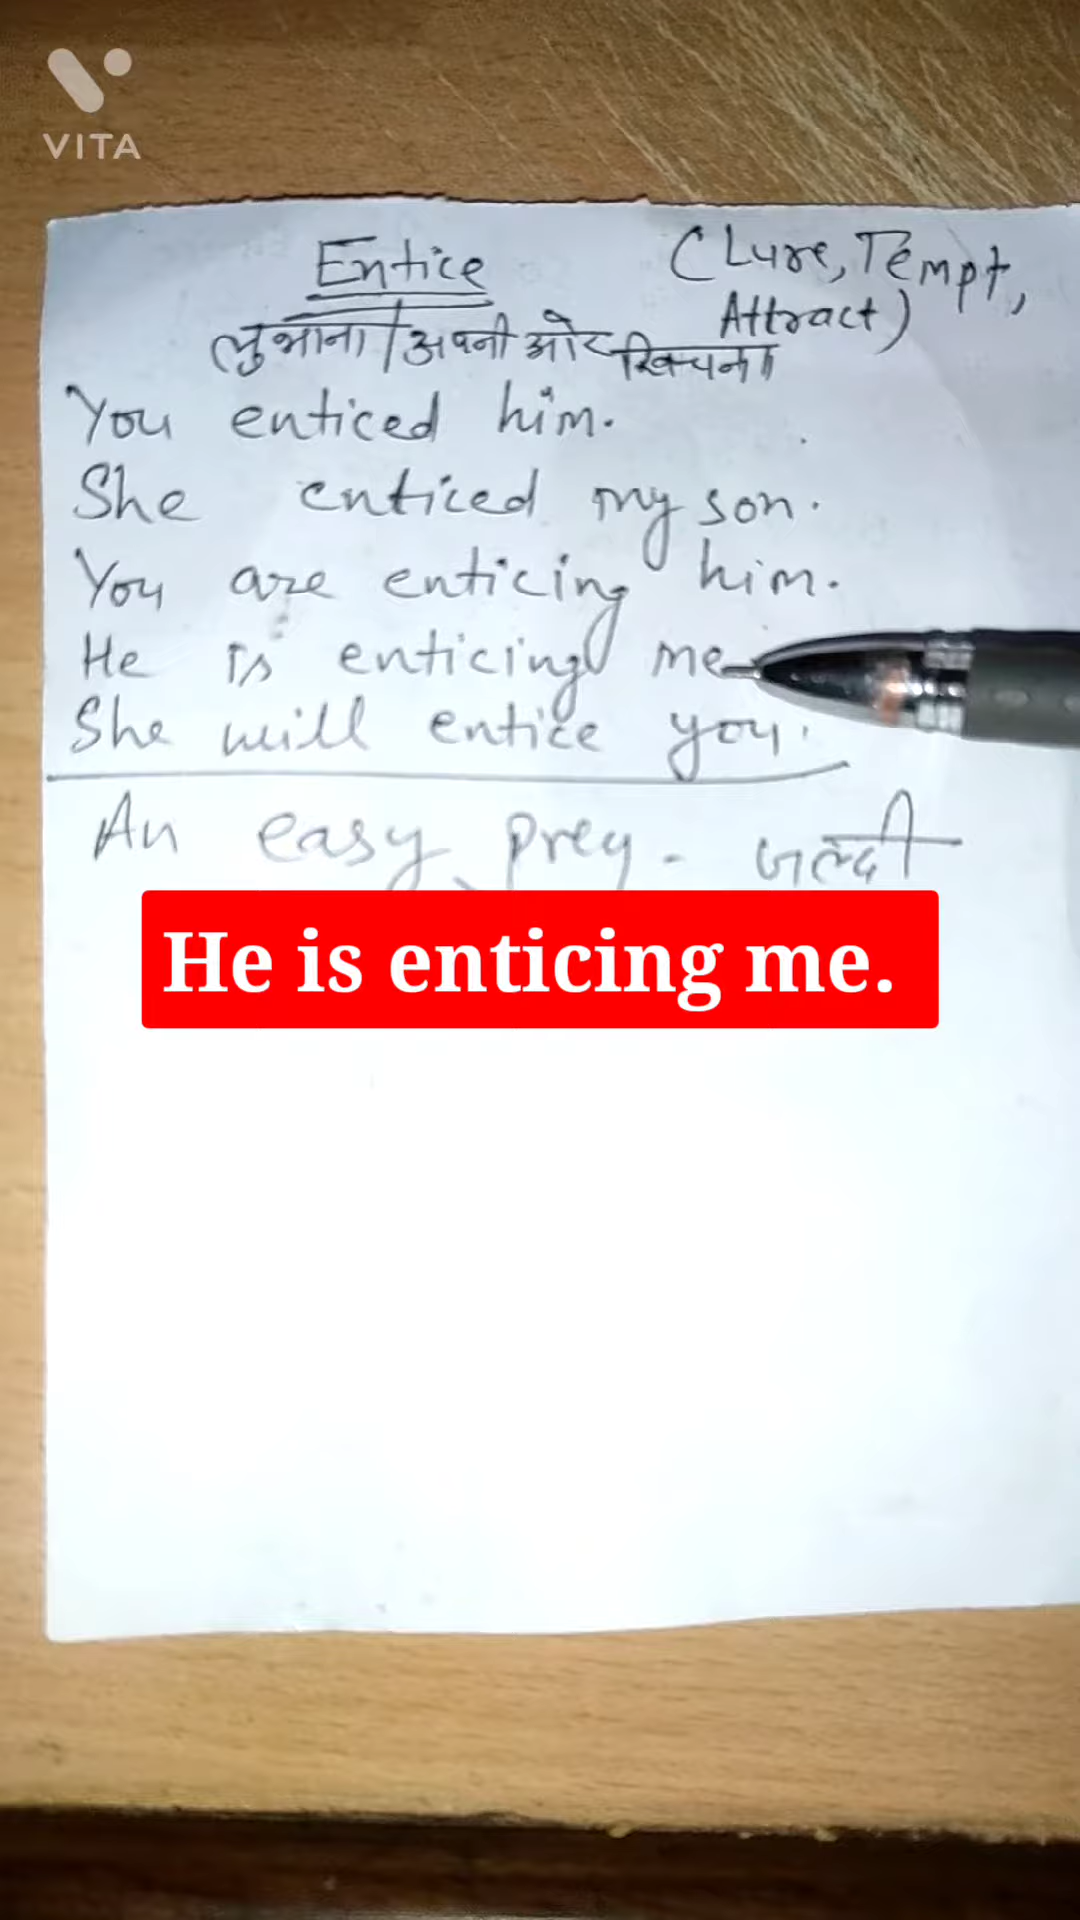 VITA
Entice (Lure, Tempt,
Attract)
लुभाना/अपनी ओर खिचना
You enticed him.
She enticed my son.
You are enticing him.
He is enticing me
She will entice you.
An easy prey - जल्दी
He is enticing me.